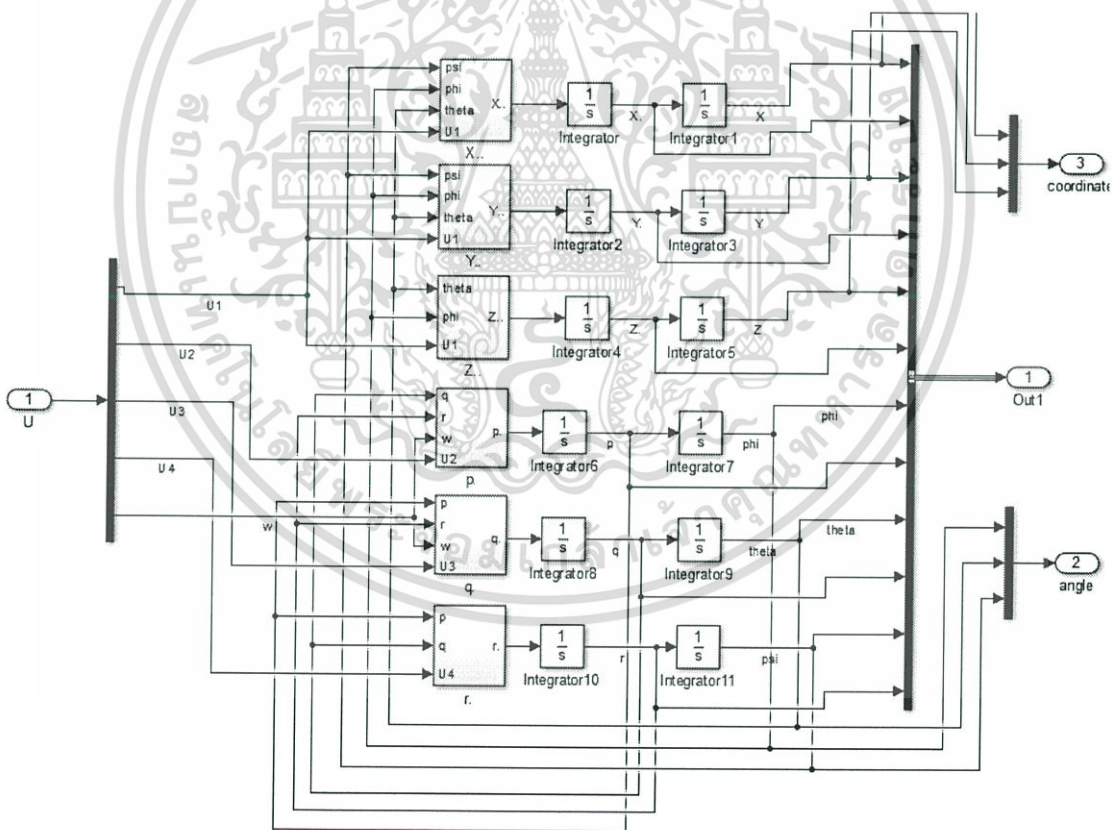 psi
phi
theta
U1
X..
X..
1
s
Integrator
X.
1
s
Integrator1
X
psi
phi
theta
U1
Y..
Y..
1
s
Integrator2
Y.
1
s
Integrator3
Y
theta
phi
U1
Z..
Z..
1
s
Integrator4
Z.
1
s
Integrator5
Z
q
r
w
U2
p.
p.
1
s
Integrator6
p
1
s
Integrator7
phi
phi
p
r
w
U3
q.
q
1
s
Integrator8
q
1
s
Integrator9
theta
theta
p
q
U4
r.
r.
1
s
Integrator10
r
1
s
Integrator11
psi
1
U
U1
U2
U3
U4
w
3
coordinate
1
Out1
2
angle